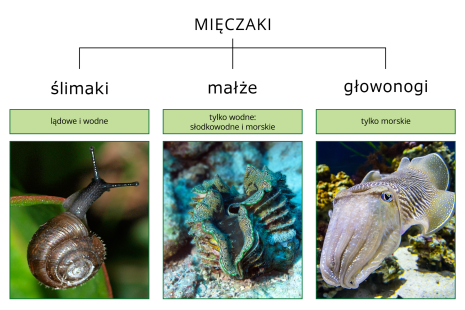 MIĘCZAKI
ślimaki
małże
głowonogi
lądowe i wodne
tylko wodne:
słodkowodne i morskie
tylko morskie